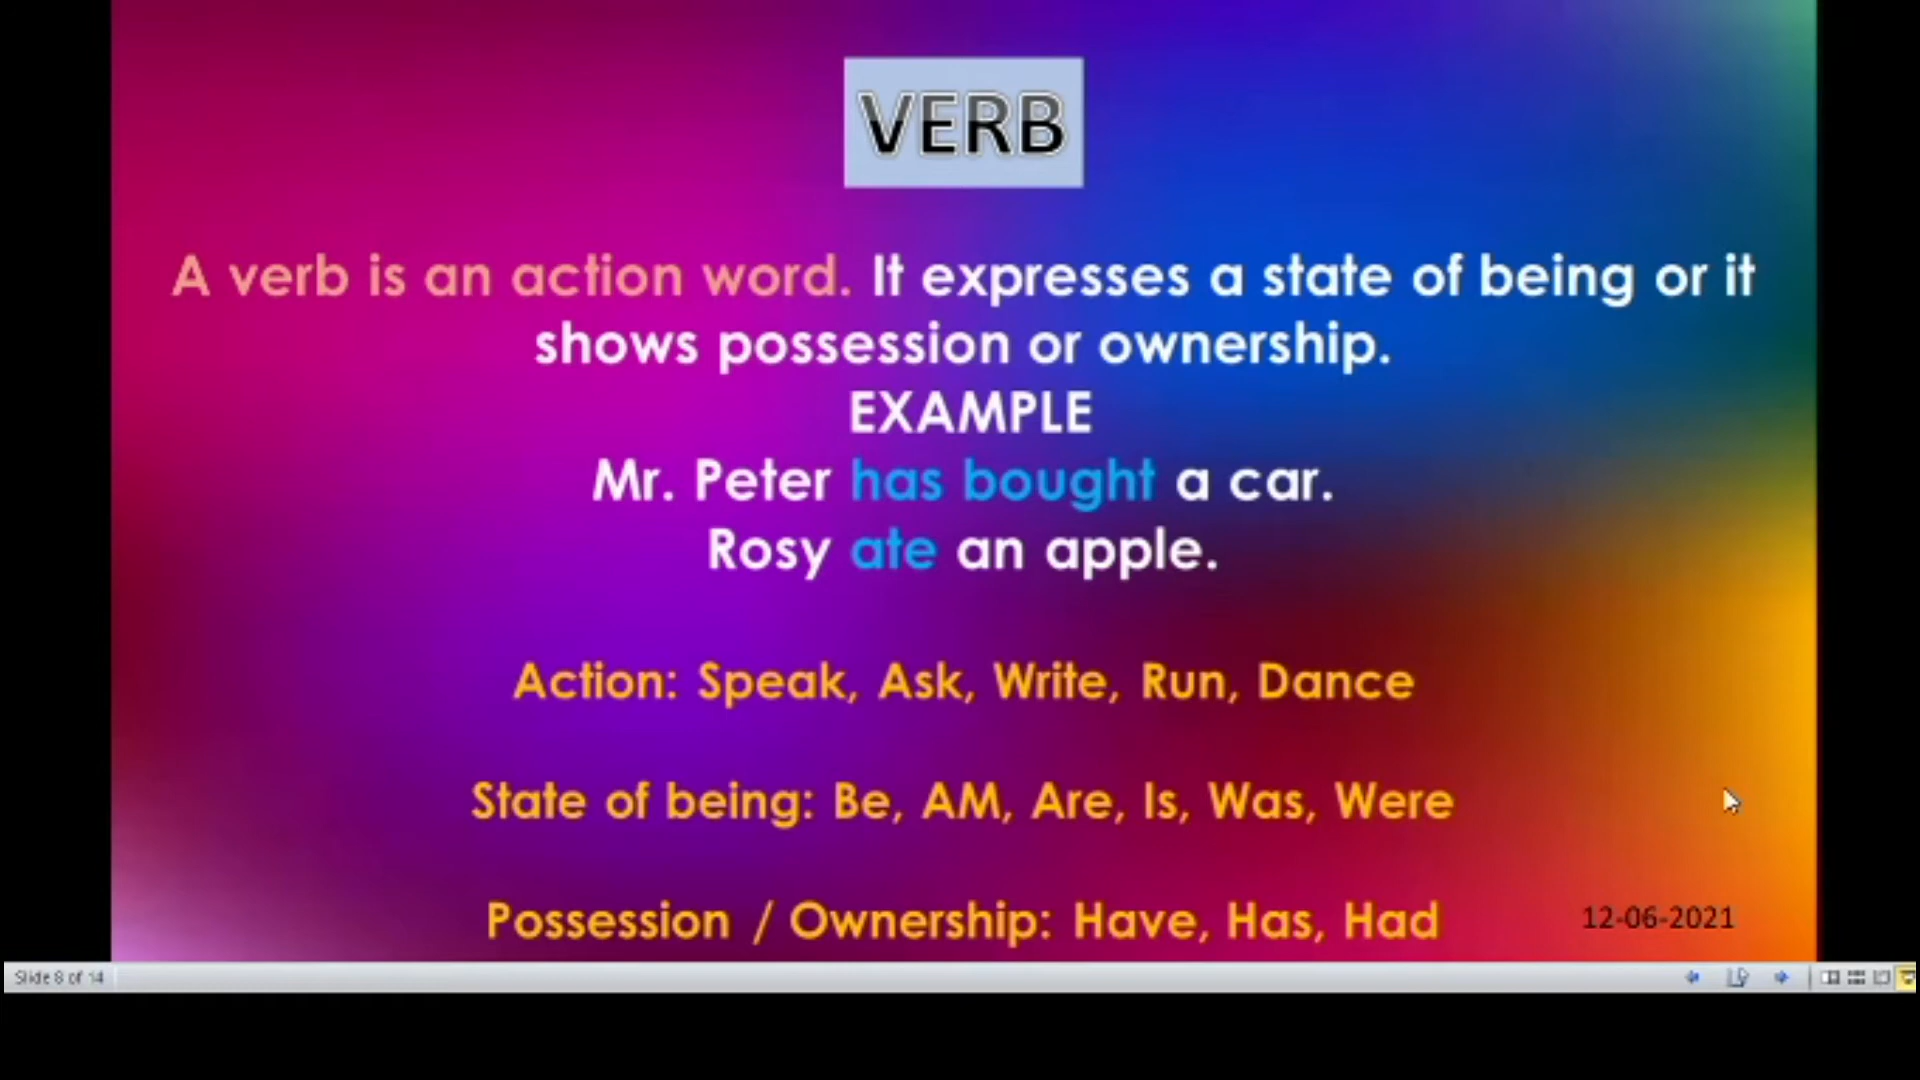 VERB
A verb is an action word. It expresses a state of being or it
shows possession or ownership.
EXAMPLE
Mr. Peter has bought a car.
Rosy ate an apple.
Action: Speak, Ask, Write, Run, Dance
State of being: Be, AM, Are, Is, Was, Were
Possession / Ownership: Have, Has, Had
12-06-2021
Slide 8 of 14